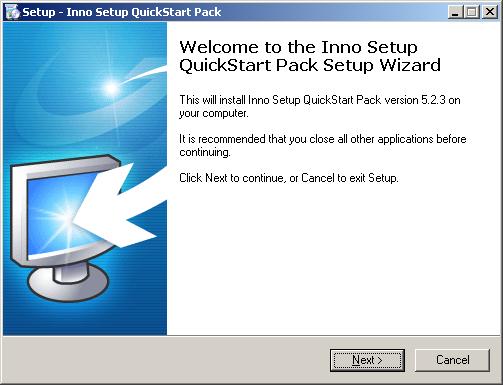 Setup - Inno Setup QuickStart Pack
Welcome to the Inno Setup
QuickStart Pack Setup Wizard
This will install Inno Setup QuickStart Pack version 5.2.3 on
your computer.
It is recommended that you close all other applications before
continuing.
Click Next to continue, or Cancel to exit Setup.
Next >
Cancel